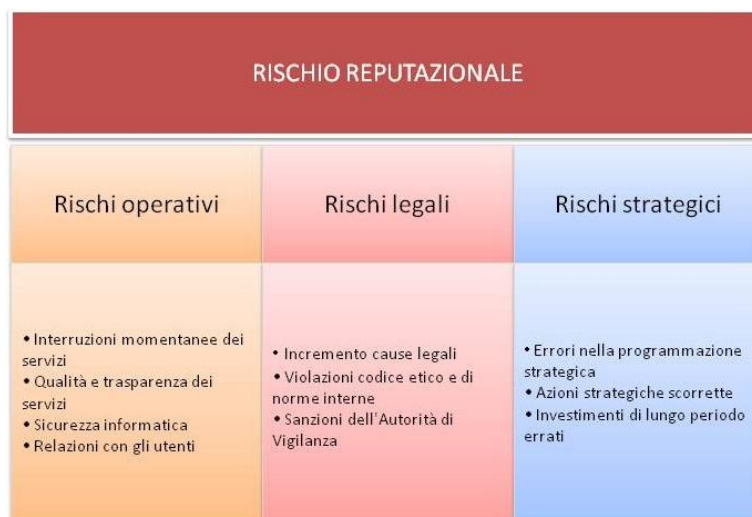 RISCHIO REPUTAZIONALE
Rischi operativi
Rischi legali
Rischi strategici
• Interruzioni momentanee dei
servizi
• Qualità e trasparenza dei
servizi
• Sicurezza informatica
• Relazioni con gli utenti
• Incremento cause legali
• Violazioni codice etico e di
norme interne
• Sanzioni dell'Autorità di
Vigilanza
• Errori nella programmazione
strategica
• Azioni strategiche scorrette
• Investimenti di lungo periodo
errati